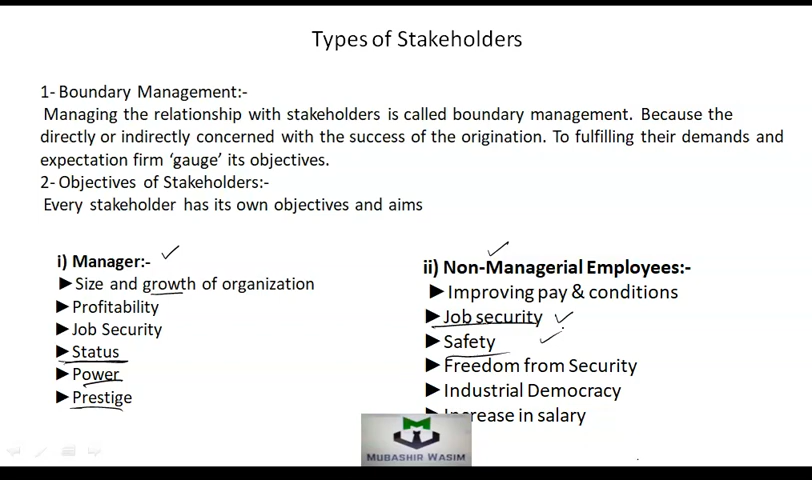 Types of Stakeholders
1- Boundary Management:-
Managing the relationship with stakeholders is called boundary management. Because the
directly or indirectly concerned with the success of the origination. To fulfilling their demands and
expectation firm ‘gauge’ its objectives.
2- Objectives of Stakeholders:-
Every stakeholder has its own objectives and aims
i) Manager:-
►Size and growth of organization
►Profitability
►Job Security
►Status
►Power
►Prestige
ii) Non-Managerial Employees:-
►Improving pay & conditions
►Job security
►Safety
►Freedom from Security
►Industrial Democracy
►Increase in salary
MUBASHIR WASIM